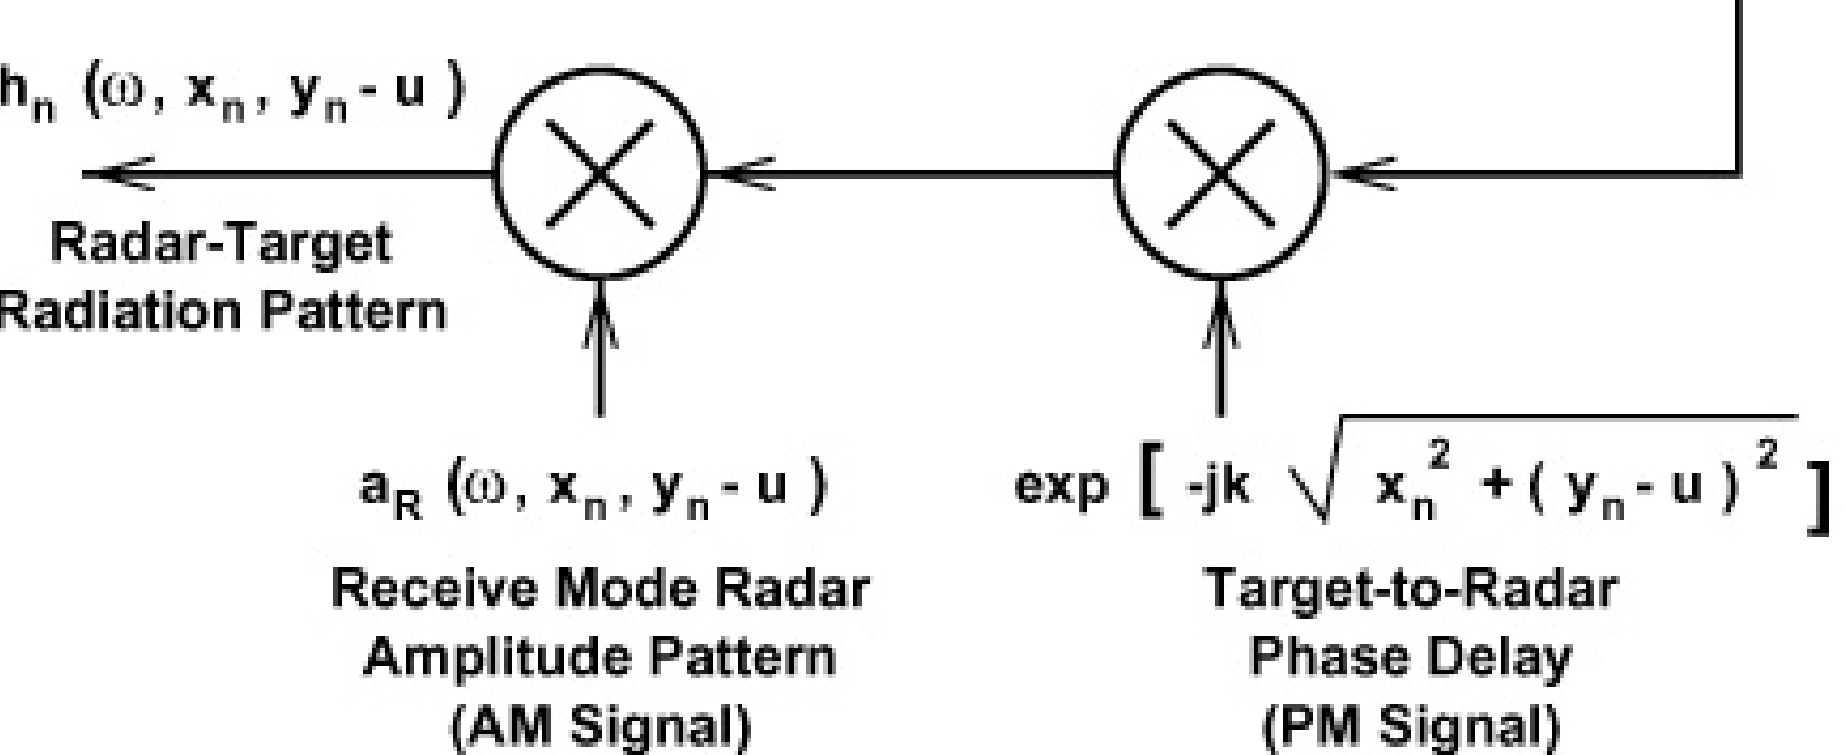 hₙ (ω, xₙ, yₙ - u )
Radar-Target
Radiation Pattern
a_R (ω, xₙ, yₙ - u )
Receive Mode Radar
Amplitude Pattern
(AM Signal)
exp [ -jk √ xₙ² + ( yₙ - u )² ]
Target-to-Radar
Phase Delay
(PM Signal)